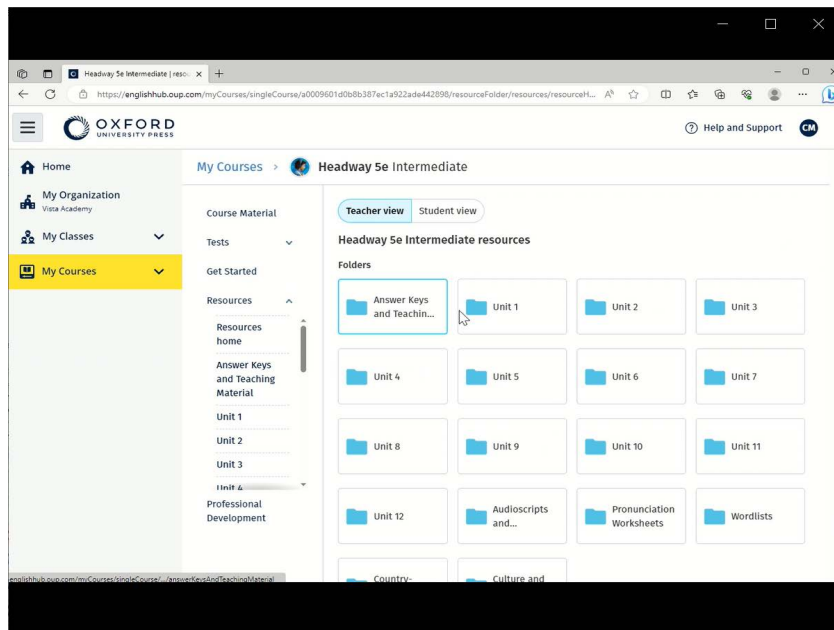 Headway 5e Intermediate | reso
https://englishhub.oup.com/myCourses/singleCourse/a0009601d0b8b387ec1a922ade442898/resourceFolder/resources/resourceH...
OXFORD
UNIVERSITY PRESS
Help and Support
CM
Home
My Organization
Vista Academy
My Classes
My Courses
My Courses > Headway 5e Intermediate
Course Material
Tests
Get Started
Resources
Resources
home
Answer Keys
and Teaching
Material
Unit 1
Unit 2
Unit 3
Unit 4
Professional
Development
Teacher view
Student view
Headway 5e Intermediate resources
Folders
Answer Keys
and Teachin...
Unit 1
Unit 2
Unit 3
Unit 4
Unit 5
Unit 6
Unit 7
Unit 8
Unit 9
Unit 10
Unit 11
Unit 12
Audioscripts
and...
Pronunciation
Worksheets
Wordlists
Country-
Culture and
englishhub.oup.com/myCourses/singleCourse/.../answerKeysAndTeachingMaterial